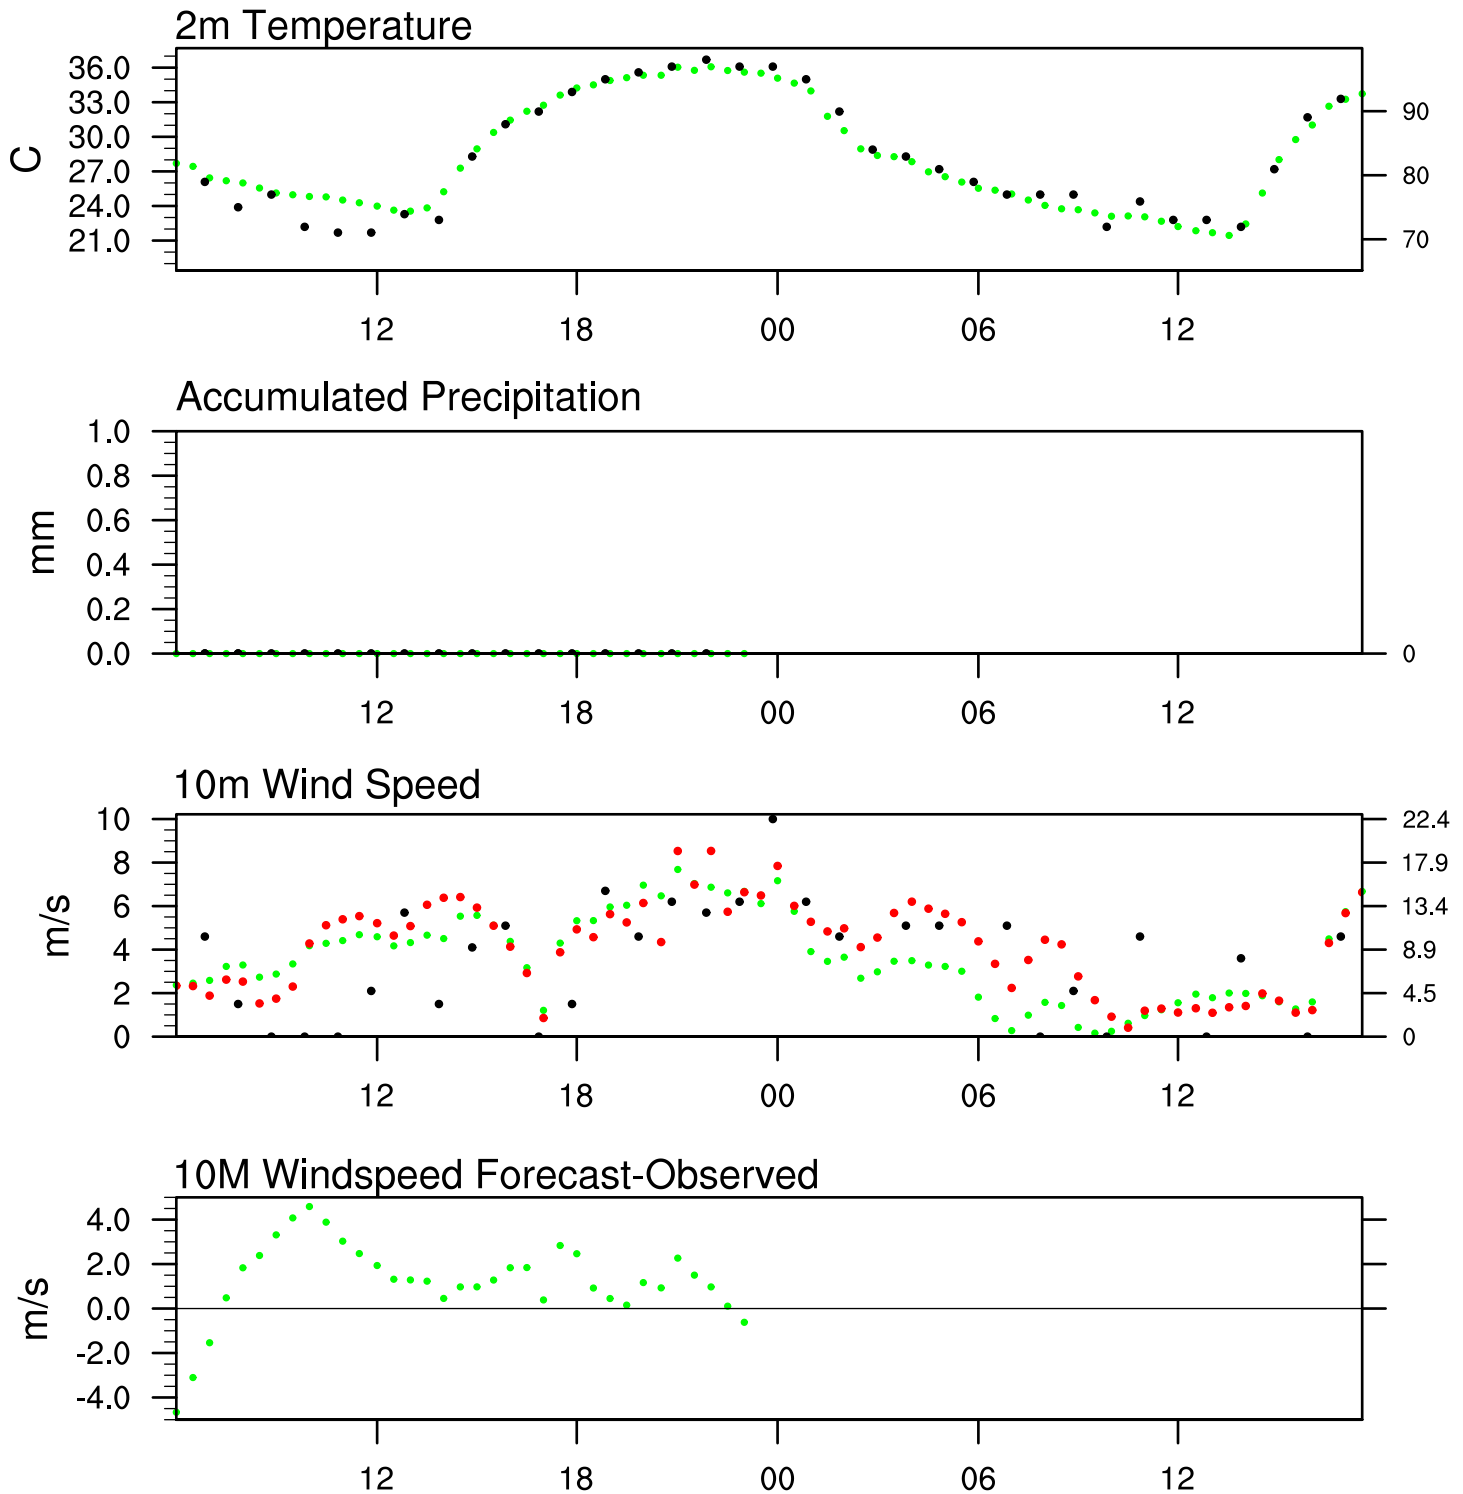 2m Temperature
36.0
33.0
30.0
27.0
24.0
21.0
C
90
80
70
12 18 00 06 12
Accumulated Precipitation
1.0
0.8
0.6
0.4
0.2
0.0
mm
0
12 18 00 06 12
10m Wind Speed
10
8
6
4
2
0
m/s
22.4
17.9
13.4
8.9
4.5
0
12 18 00 06 12
10M Windspeed Forecast-Observed
4.0
2.0
0.0
-2.0
-4.0
m/s
12 18 00 06 12